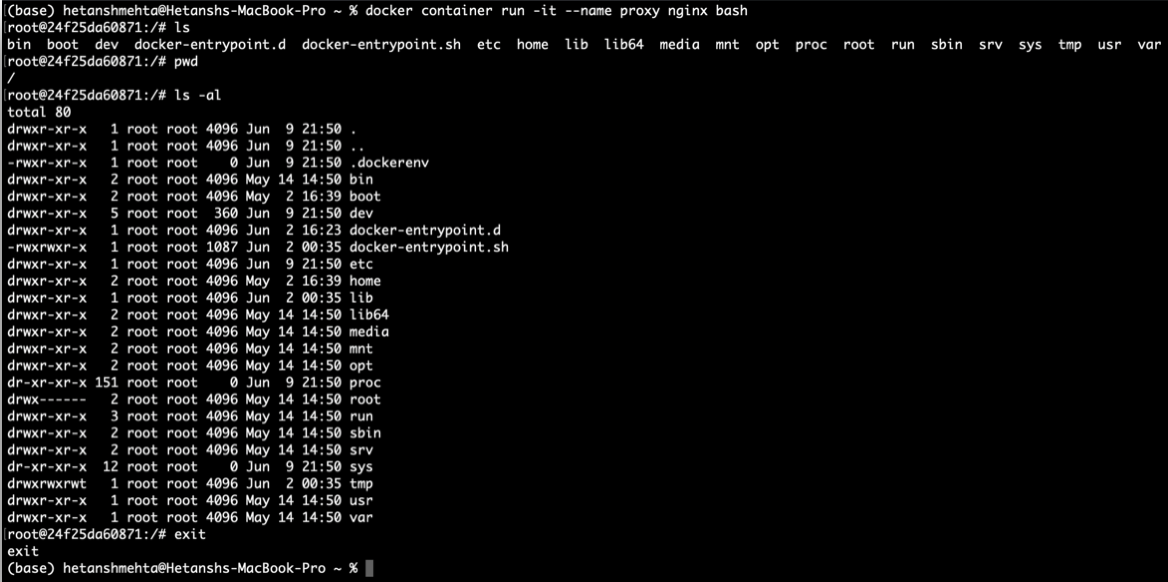 (base) hetanshmehta@Hetanshs-MacBook-Pro ~ % docker container run -it --name proxy nginx bash
[root@24f25da60871:/# ls
bin  boot  dev  docker-entrypoint.d  docker-entrypoint.sh  etc  home  lib  lib64  media  mnt  opt  proc  root  run  sbin  srv  sys  tmp  usr  var
[root@24f25da60871:/# pwd
/
[root@24f25da60871:/# ls -al
total 80
drwxr-xr-x   1 root root 4096 Jun  9 21:50 .
drwxr-xr-x   1 root root 4096 Jun  9 21:50 ..
-rwxr-xr-x   1 root root    0 Jun  9 21:50 .dockerenv
drwxr-xr-x   2 root root 4096 May 14 14:50 bin
drwxr-xr-x   2 root root 4096 May  2 16:39 boot
drwxr-xr-x   5 root root  360 Jun  9 21:50 dev
drwxr-xr-x   1 root root 4096 Jun  2 16:23 docker-entrypoint.d
-rwxrwxr-x   1 root root 1087 Jun  2 00:35 docker-entrypoint.sh
drwxr-xr-x   1 root root 4096 Jun  9 21:50 etc
drwxr-xr-x   2 root root 4096 May  2 16:39 home
drwxr-xr-x   1 root root 4096 Jun  2 00:35 lib
drwxr-xr-x   2 root root 4096 May 14 14:50 lib64
drwxr-xr-x   2 root root 4096 May 14 14:50 media
drwxr-xr-x   2 root root 4096 May 14 14:50 mnt
drwxr-xr-x   2 root root 4096 May 14 14:50 opt
dr-xr-xr-x 151 root root    0 Jun  9 21:50 proc
drwx------   2 root root 4096 May 14 14:50 root
drwxr-xr-x   3 root root 4096 May 14 14:50 run
drwxr-xr-x   2 root root 4096 May 14 14:50 sbin
drwxr-xr-x   2 root root 4096 May 14 14:50 srv
dr-xr-xr-x  12 root root    0 Jun  9 21:50 sys
drwxrwxrwt   1 root root 4096 Jun  2 00:35 tmp
drwxr-xr-x   1 root root 4096 May 14 14:50 usr
drwxr-xr-x   1 root root 4096 May 14 14:50 var
[root@24f25da60871:/# exit
exit
(base) hetanshmehta@Hetanshs-MacBook-Pro ~ %